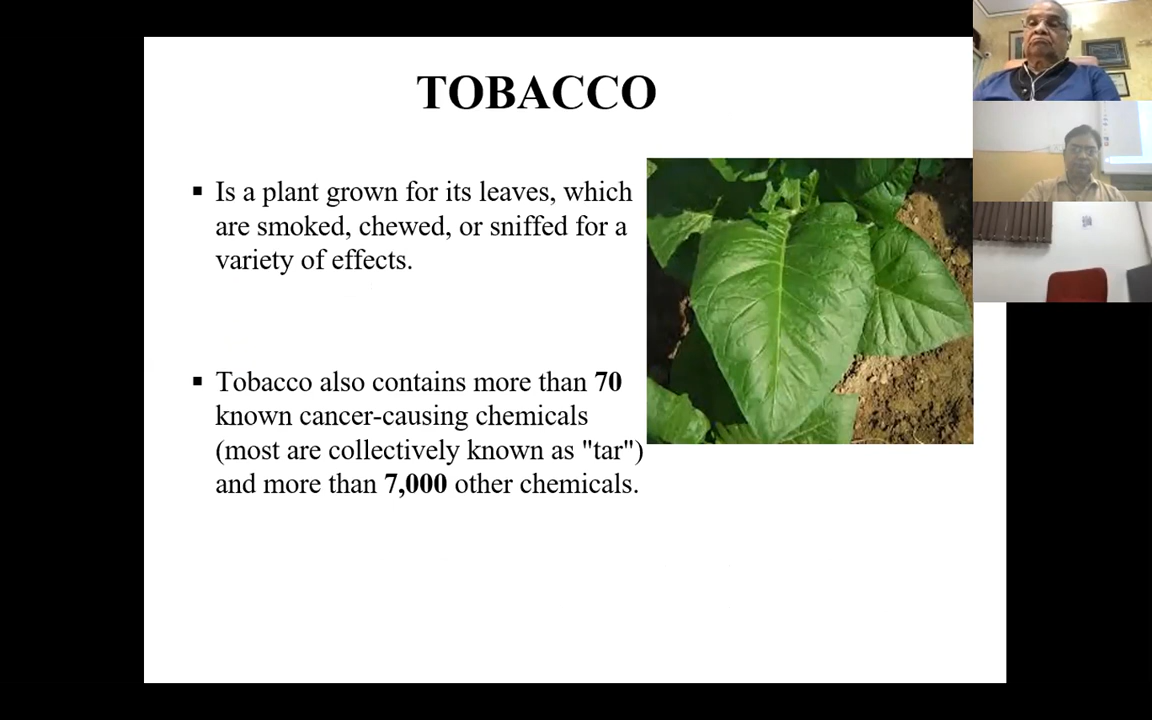 TOBACCO
▪ Is a plant grown for its leaves, which
are smoked, chewed, or sniffed for a
variety of effects.
▪ Tobacco also contains more than 70
known cancer-causing chemicals
(most are collectively known as "tar")
and more than 7,000 other chemicals.